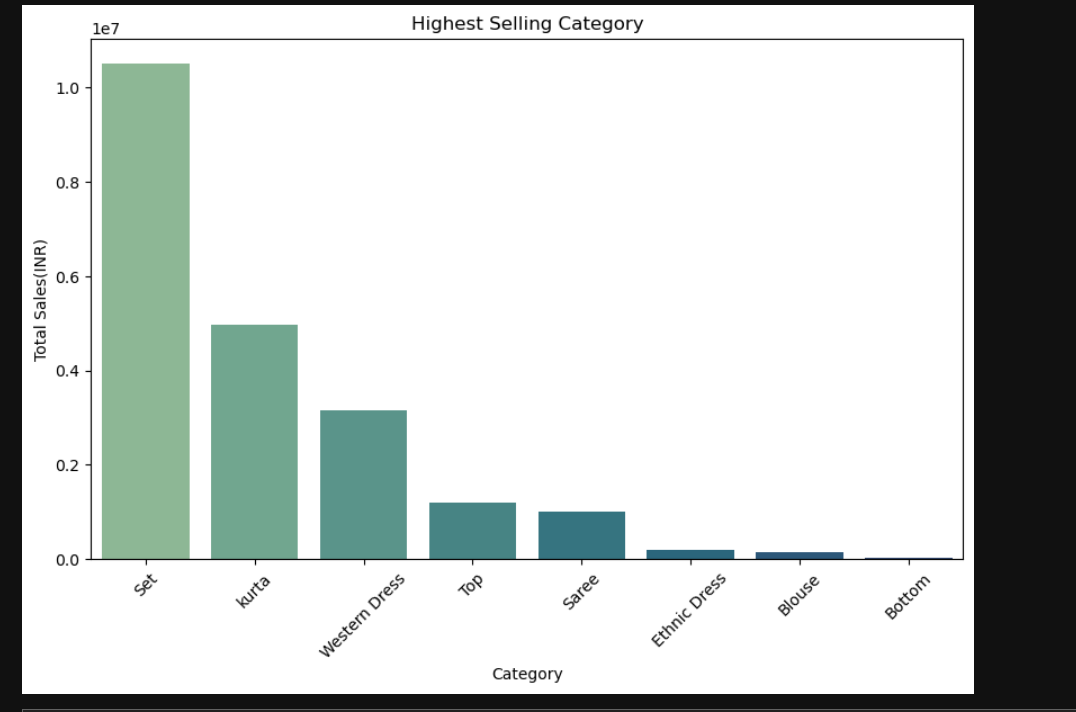 Highest Selling Category
1e7
1.0
0.8
0.6
0.4
0.2
0.0
Total Sales(INR)
Set
kurta
Western Dress
Top
Saree
Ethnic Dress
Blouse
Bottom
Category